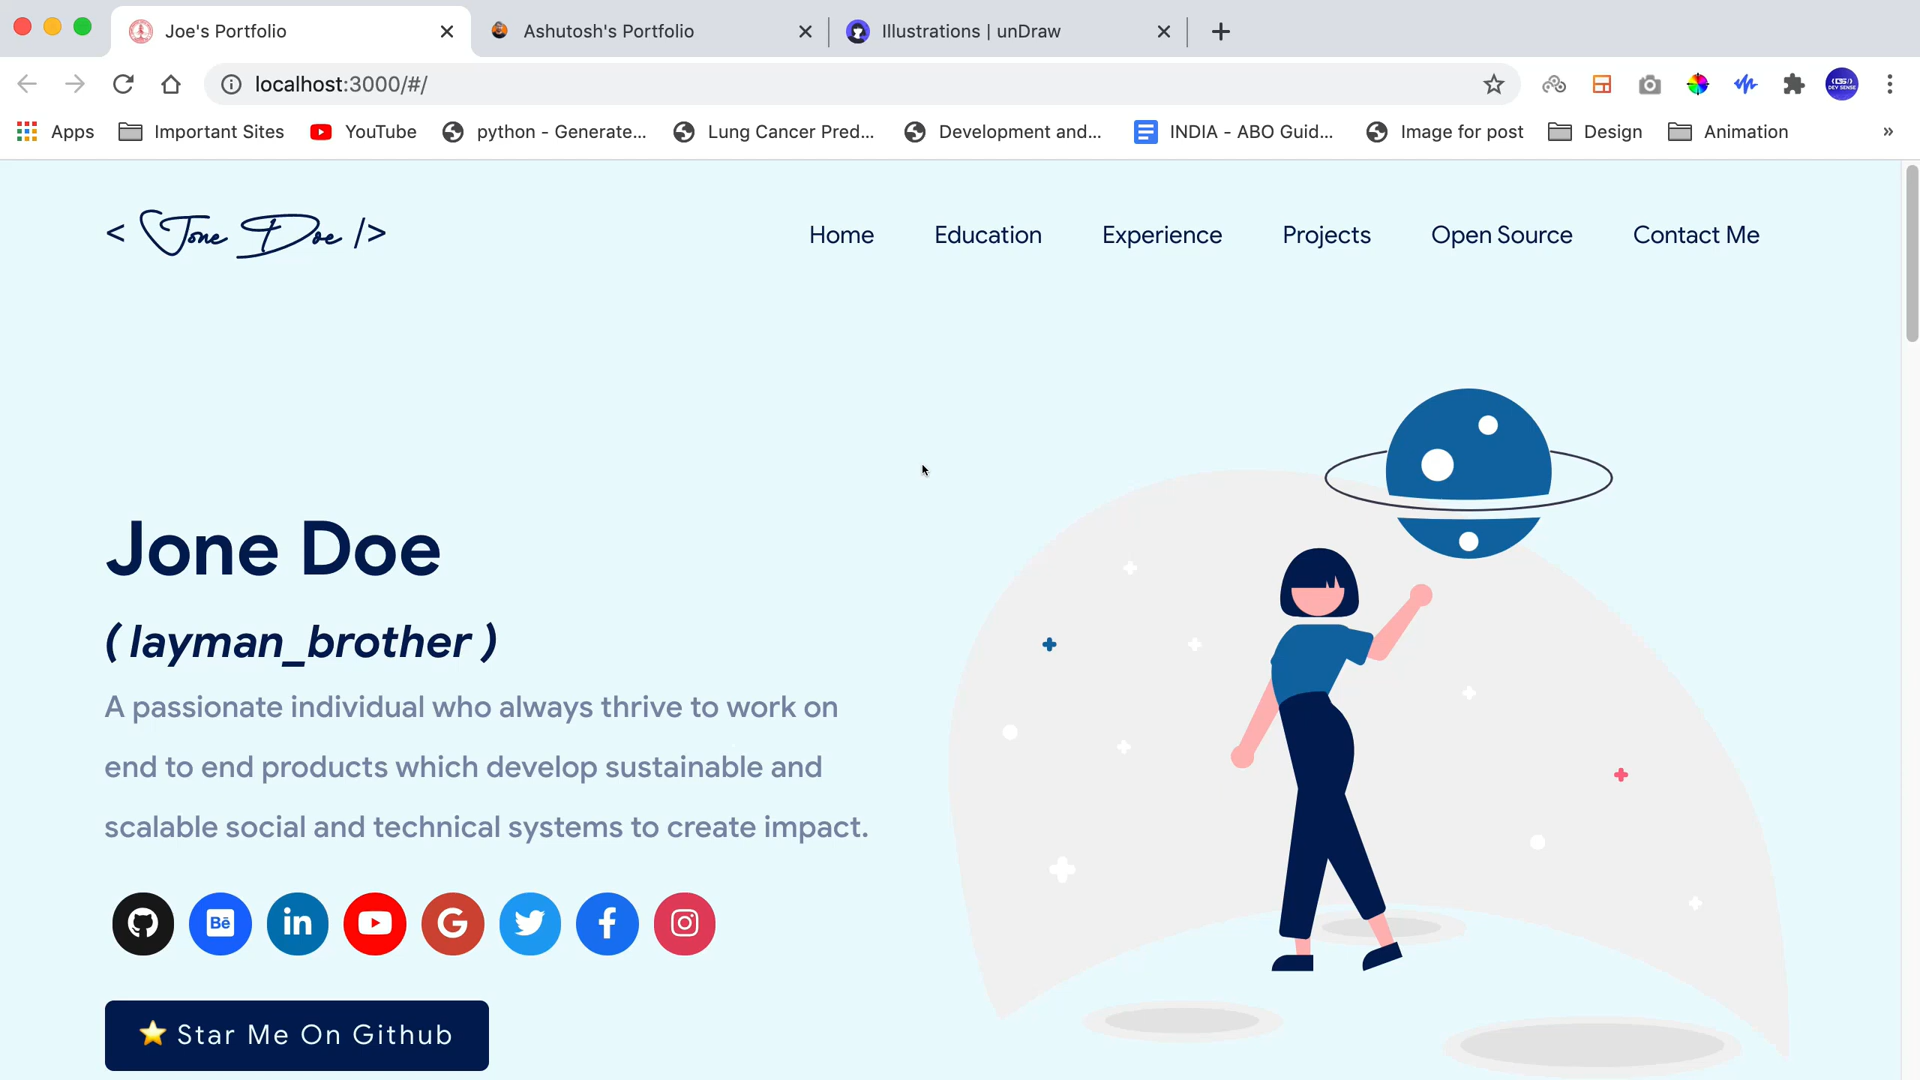 Joe's Portfolio
Ashutosh's Portfolio
Illustrations | unDraw
localhost:3000/#/
Apps
Important Sites
YouTube
python - Generate...
Lung Cancer Pred...
Development and...
INDIA - ABO Guid...
Image for post
Design
Animation
»
< Jone Doe />
Home
Education
Experience
Projects
Open Source
Contact Me
Jone Doe
( layman_brother )
A passionate individual who always thrive to work on
end to end products which develop sustainable and
scalable social and technical systems to create impact.
Bē
in
G
f
⭐ Star Me On Github